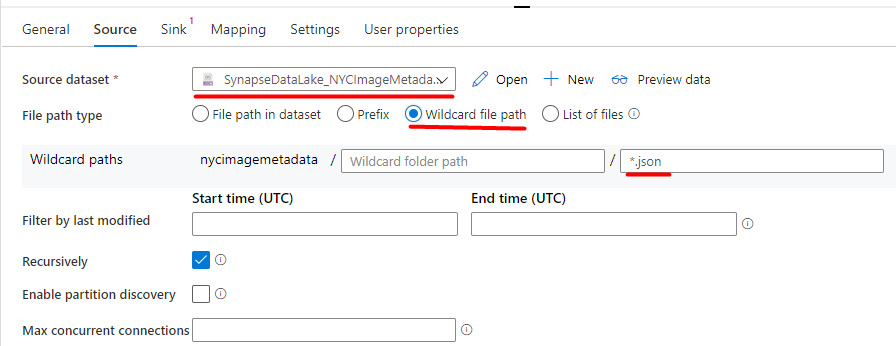 General Source Sink 1 Mapping Settings User properties
Source dataset * SynapseDataLake_NYCImageMetada... Open New Preview data
File path type File path in dataset Prefix Wildcard file path List of files
Wildcard paths nycimagemetadata / Wildcard folder path / *.json
Start time (UTC) End time (UTC)
Filter by last modified
Recursively
Enable partition discovery
Max concurrent connections